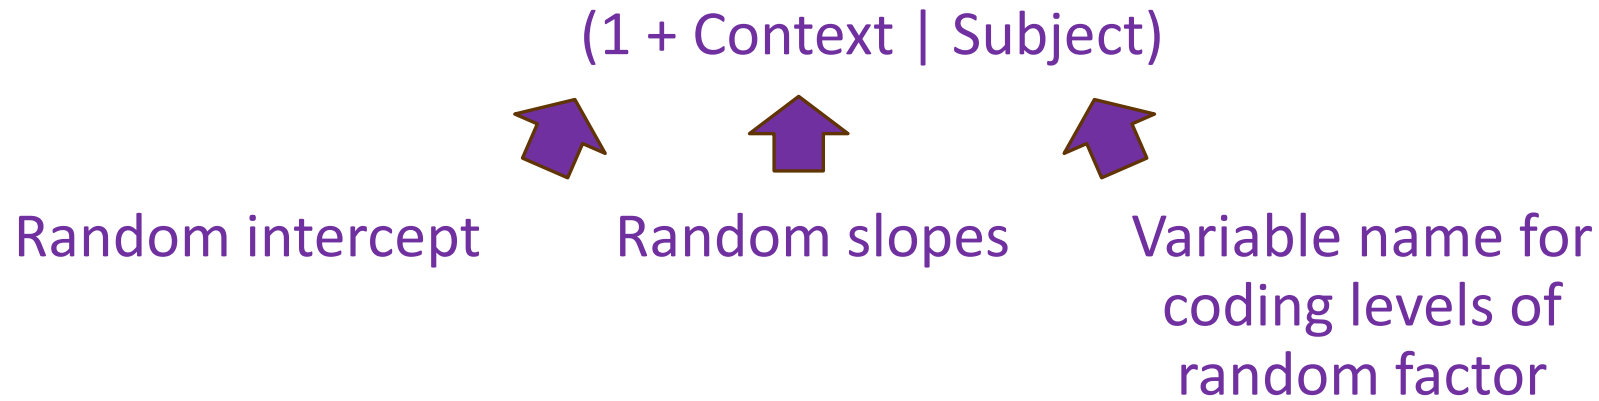 (1 + Context | Subject)
Random intercept
Random slopes
Variable name for
coding levels of
random factor